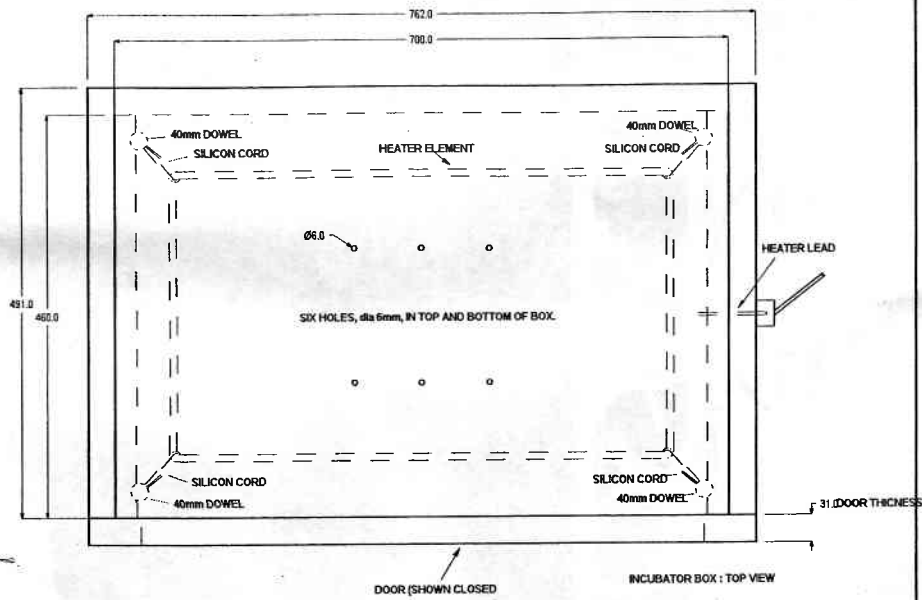 762.0
700.0
40mm DOWEL
40mm DOWEL
SILICON CORD
HEATER ELEMENT
SILICON CORD
Ø6.0
HEATER LEAD
491.0
460.0
SIX HOLES, dia 6mm, IN TOP AND BOTTOM OF BOX.
SILICON CORD
SILICON CORD
40mm DOWEL
40mm DOWEL
31.0 DOOR THICNESS
DOOR (SHOWN CLOSED
INCUBATOR BOX : TOP VIEW